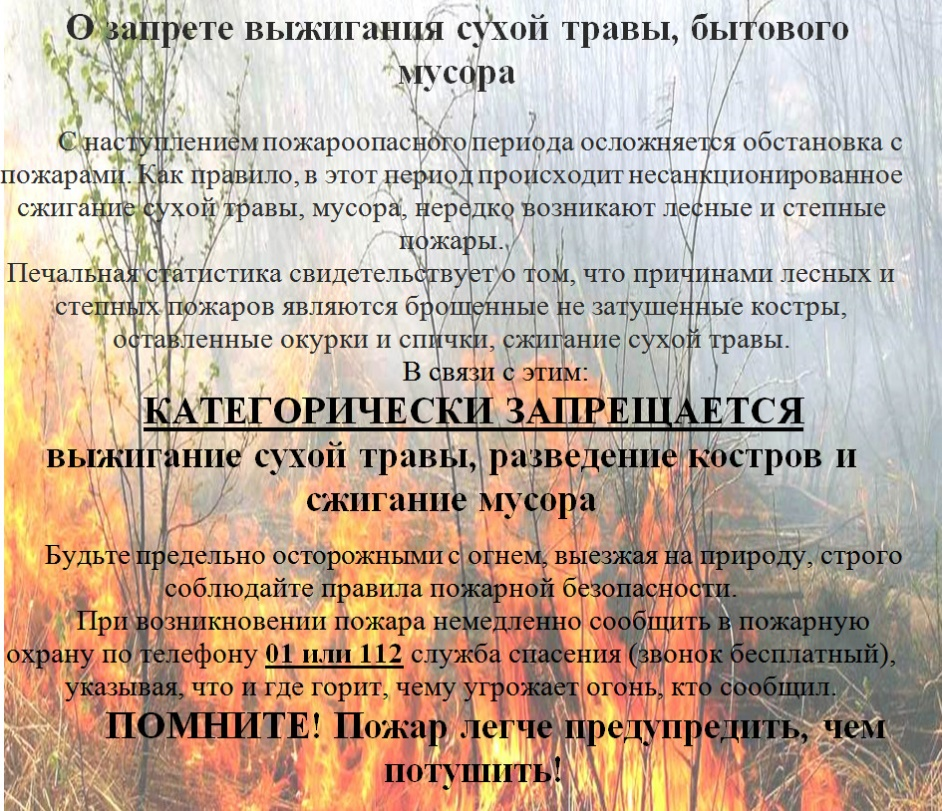 О запрете выжигания сухой травы, бытового
мусора
С наступлением пожароопасного периода осложняется обстановка с
пожарами. Как правило, в этот период происходит несанкционированное
сжигание сухой травы, мусора, нередко возникают лесные и степные
пожары.
Печальная статистика свидетельствует о том, что причинами лесных и
степных пожаров являются брошенные не затушенные костры,
оставленные окурки и спички, сжигание сухой травы.
В связи с этим:
КАТЕГОРИЧЕСКИ ЗАПРЕЩАЕТСЯ
выжигание сухой травы, разведение костров и
сжигание мусора
Будьте предельно осторожными с огнем, выезжая на природу, строго
соблюдайте правила пожарной безопасности.
При возникновении пожара немедленно сообщить в пожарную
охрану по телефону 01 или 112 служба спасения (звонок бесплатный),
указывая, что и где горит, чему угрожает огонь, кто сообщил.
ПОМНИТЕ! Пожар легче предупредить, чем
потушить!